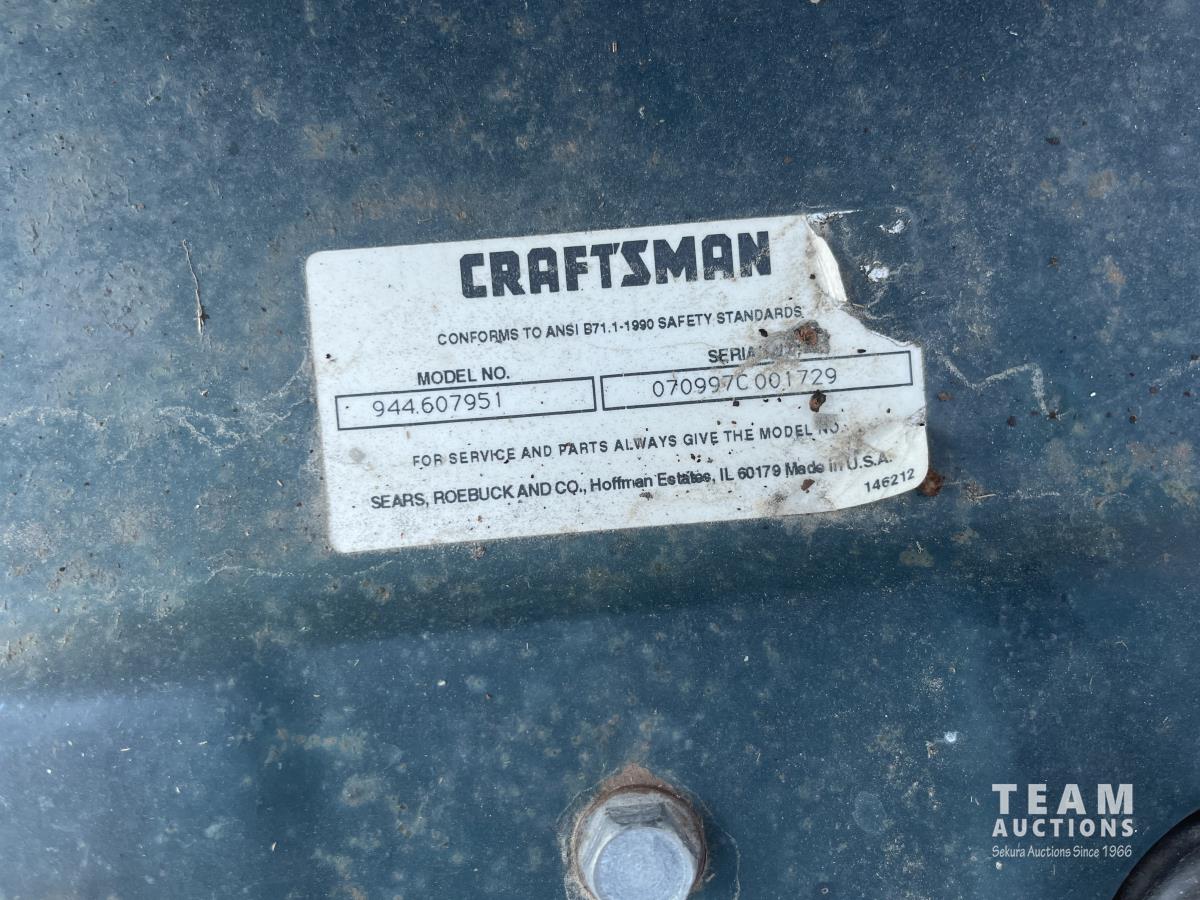 CRAFTSMAN
CONFORMS TO ANSI B71.1-1990 SAFETY STANDARDS
MODEL NO.
944.607951
070997C 001729
FOR SERVICE AND PARTS ALWAYS GIVE THE MODEL NO.
SEARS, ROEBUCK AND CO., Hoffman Estates, IL 60179 Made in U.S.A.
146212
TEAM
AUCTIONS
Sekura Auctions Since 1966